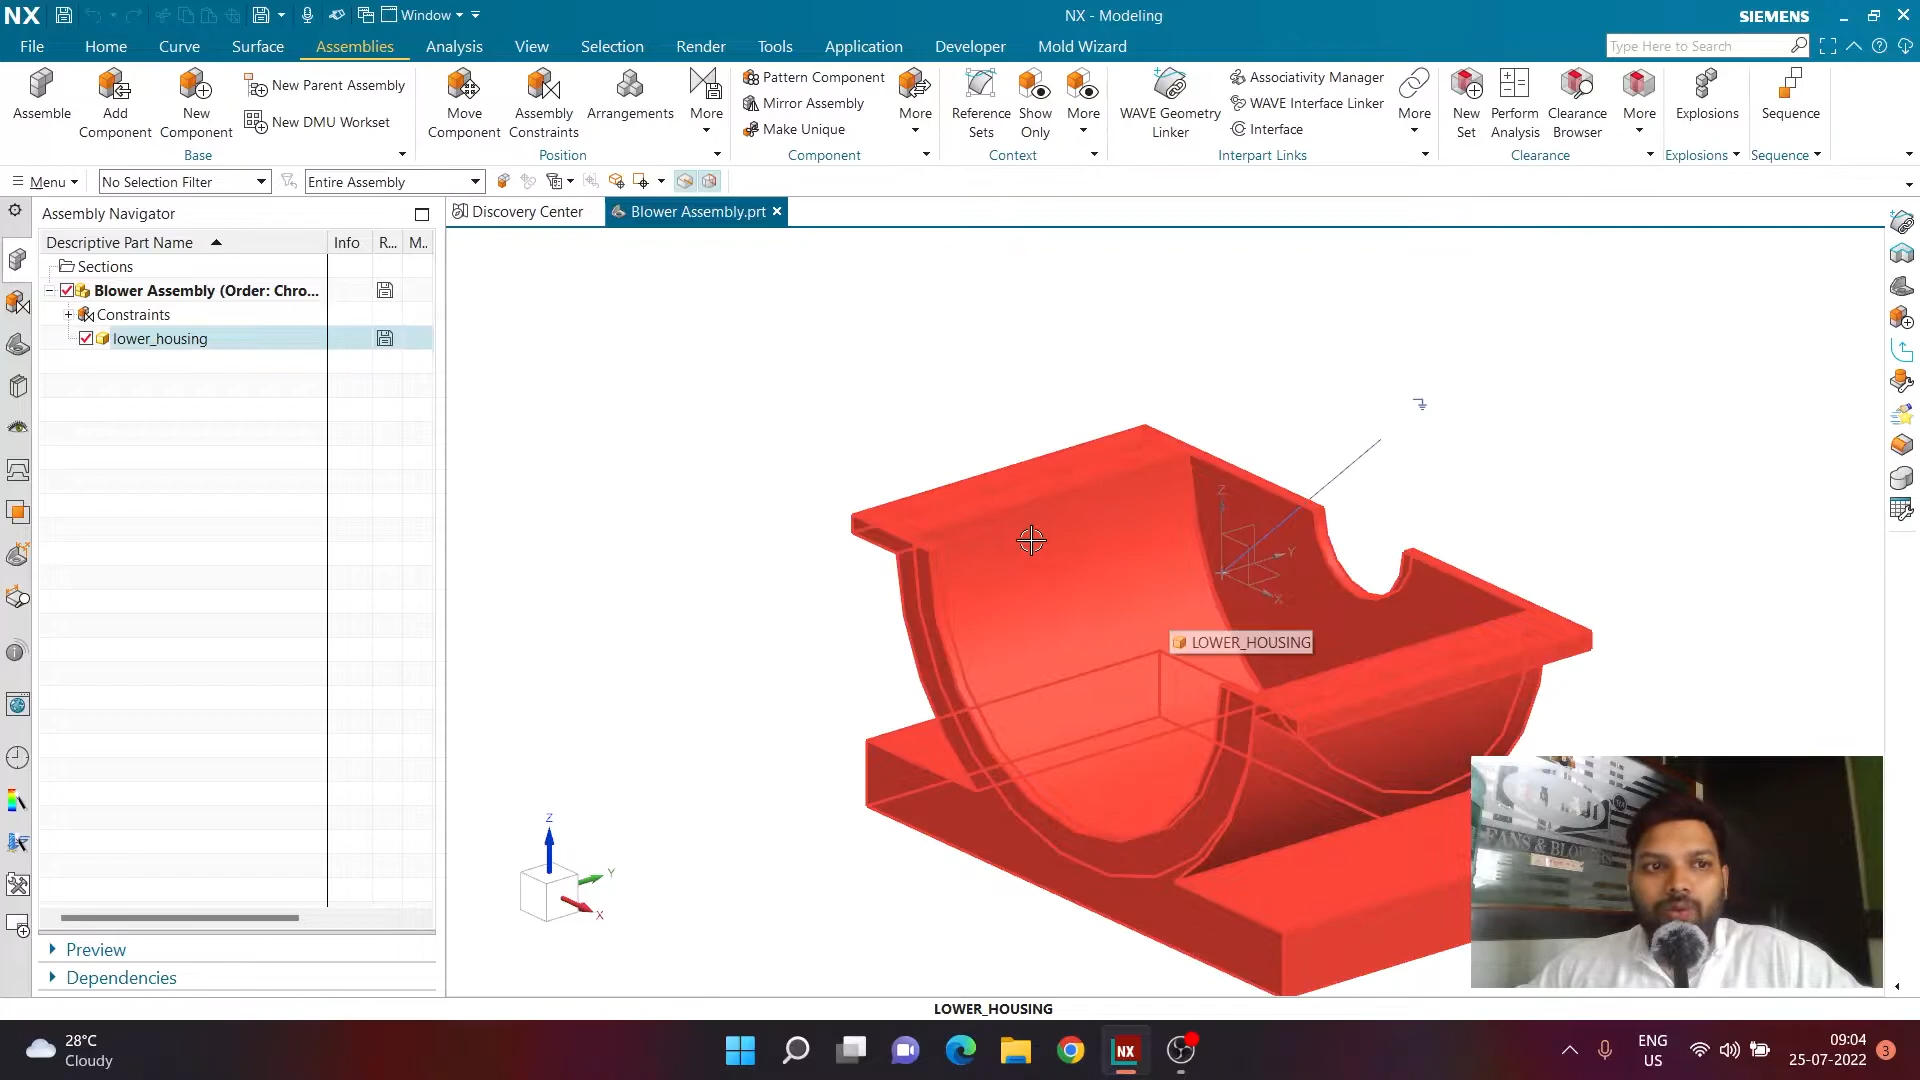 NX
Window
NX - Modeling
SIEMENS
File
Home
Curve
Surface
Assemblies
Analysis
View
Selection
Render
Tools
Application
Developer
Mold Wizard
Type Here to Search
Assemble
Add
Component
New
Component
New Parent Assembly
New DMU Workset
Base
Move
Component
Assembly
Constraints
Arrangements
More
Position
Pattern Component
Mirror Assembly
Make Unique
More
Component
Reference
Sets
Show
Only
More
Context
WAVE Geometry
Linker
Associativity Manager
WAVE Interface Linker
Interface
More
Interpart Links
New
Set
Perform
Analysis
Clearance
Browser
More
Clearance
Explosions
Explosions
Sequence
Sequence
Menu
No Selection Filter
Entire Assembly
Assembly Navigator
Discovery Center
Blower Assembly.prt
Descriptive Part Name
Info
R...
M..
Sections
Blower Assembly (Order: Chro...
Constraints
lower_housing
Z
Y
X
LOWER_HOUSING
Z
Y
X
FANS & BLOWERS
Preview
Dependencies
LOWER_HOUSING
28°C
Cloudy
NX
ENG
US
09:04
25-07-2022
3